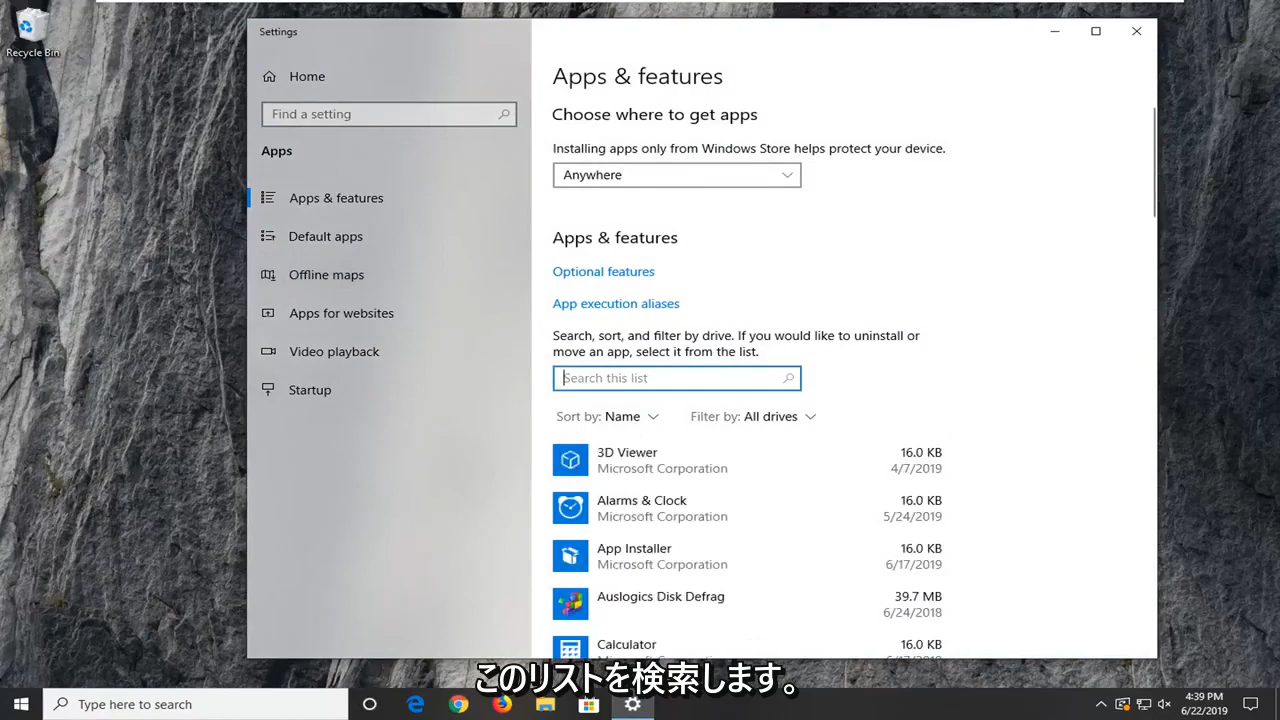 Recycle Bin
Settings
Home
Find a setting
Apps
Apps & features
Default apps
Offline maps
Apps for websites
Video playback
Startup
Apps & features
Choose where to get apps
Installing apps only from Windows Store helps protect your device.
Anywhere
Apps & features
Optional features
App execution aliases
Search, sort, and filter by drive. If you would like to uninstall or
move an app, select it from the list.
Search this list
Sort by: Name Filter by: All drives
3D Viewer 16.0 KB
Microsoft Corporation 4/7/2019
Alarms & Clock 16.0 KB
Microsoft Corporation 5/24/2019
App Installer 16.0 KB
Microsoft Corporation 6/17/2019
Auslogics Disk Defrag 39.7 MB
6/24/2018
Calculator 16.0 KB
このリストを検索します。
Type here to search
4:39 PM
6/22/2019